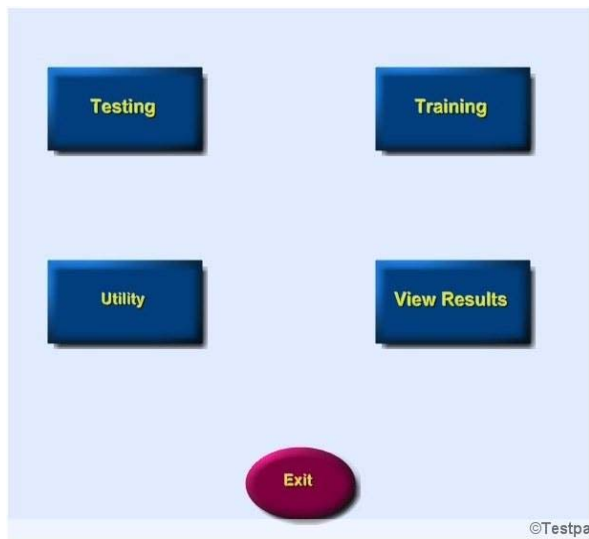 Testing
Training
Utility
View Results
Exit
©Testpa